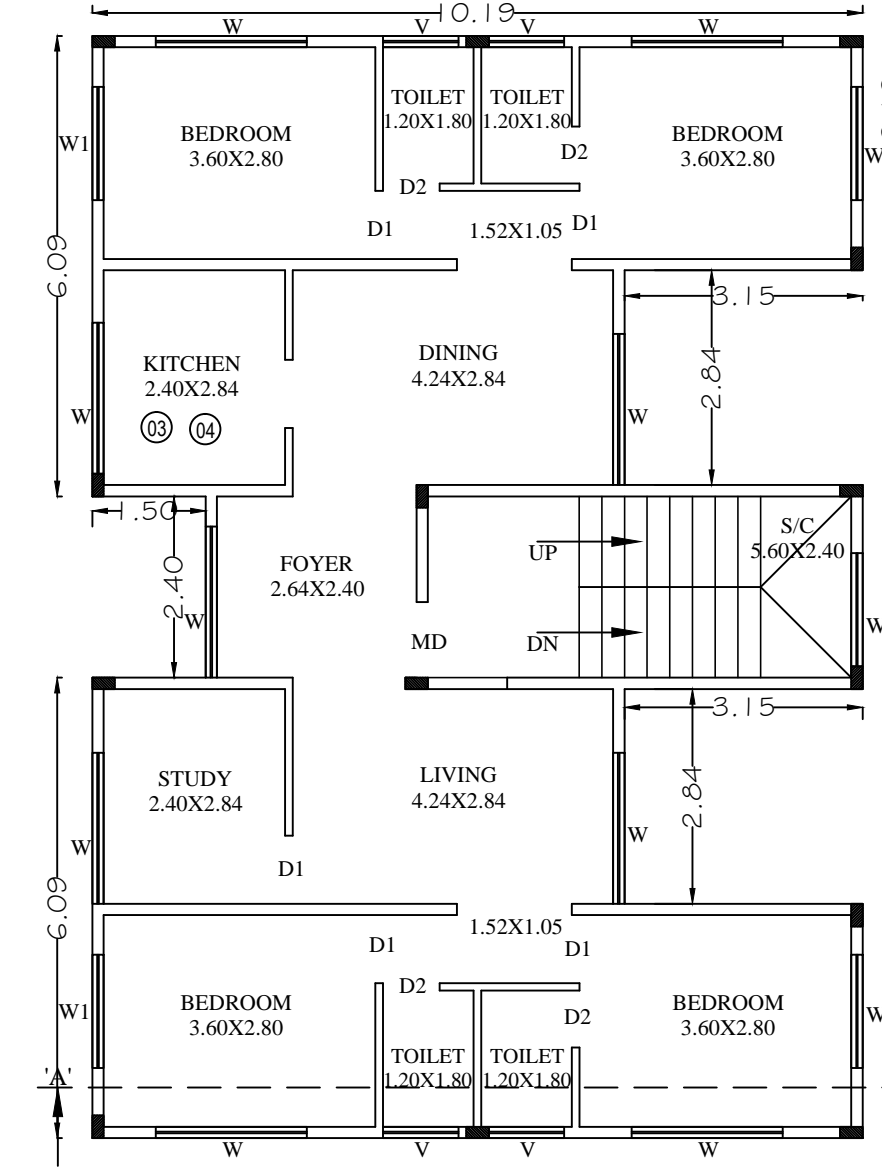 10.19
W
V
V
W
TOILET
1.20X1.80
TOILET
1.20X1.80
BEDROOM
3.60X2.80
BEDROOM
3.60X2.80
W1
W
D2
D2
D1
1.52X1.05
D1
6.09
3.15
KITCHEN
2.40X2.84
DINING
4.24X2.84
2.84
W
03
04
W
1.50
S/C
5.60X2.40
UP
FOYER
2.64X2.40
2.40
W
MD
DN
W
3.15
STUDY
2.40X2.84
LIVING
4.24X2.84
2.84
W
W
D1
6.09
1.52X1.05
D1
D1
D2
D2
BEDROOM
3.60X2.80
BEDROOM
3.60X2.80
W1
W
TOILET
1.20X1.80
TOILET
1.20X1.80
'A'
W
V
V
W